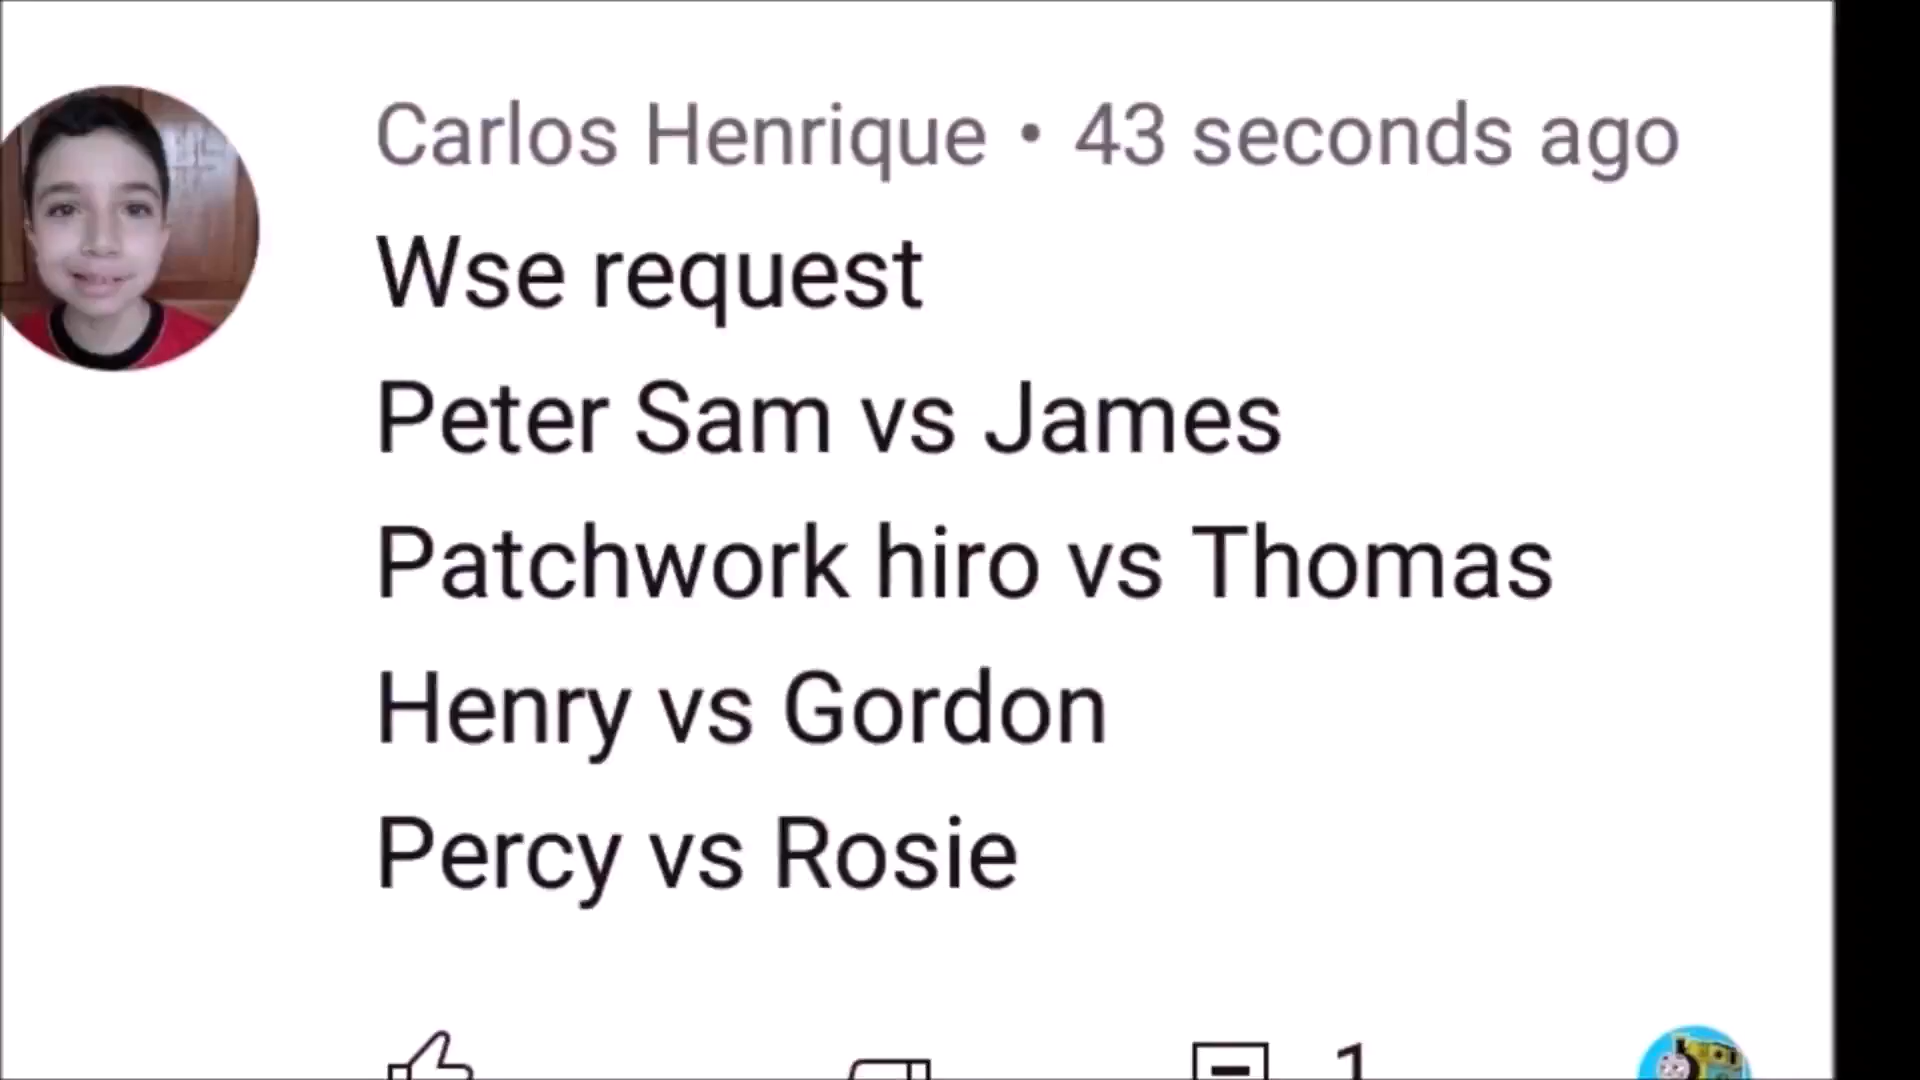 Carlos Henrique • 43 seconds ago
Wse request
Peter Sam vs James
Patchwork hiro vs Thomas
Henry vs Gordon
Percy vs Rosie
1